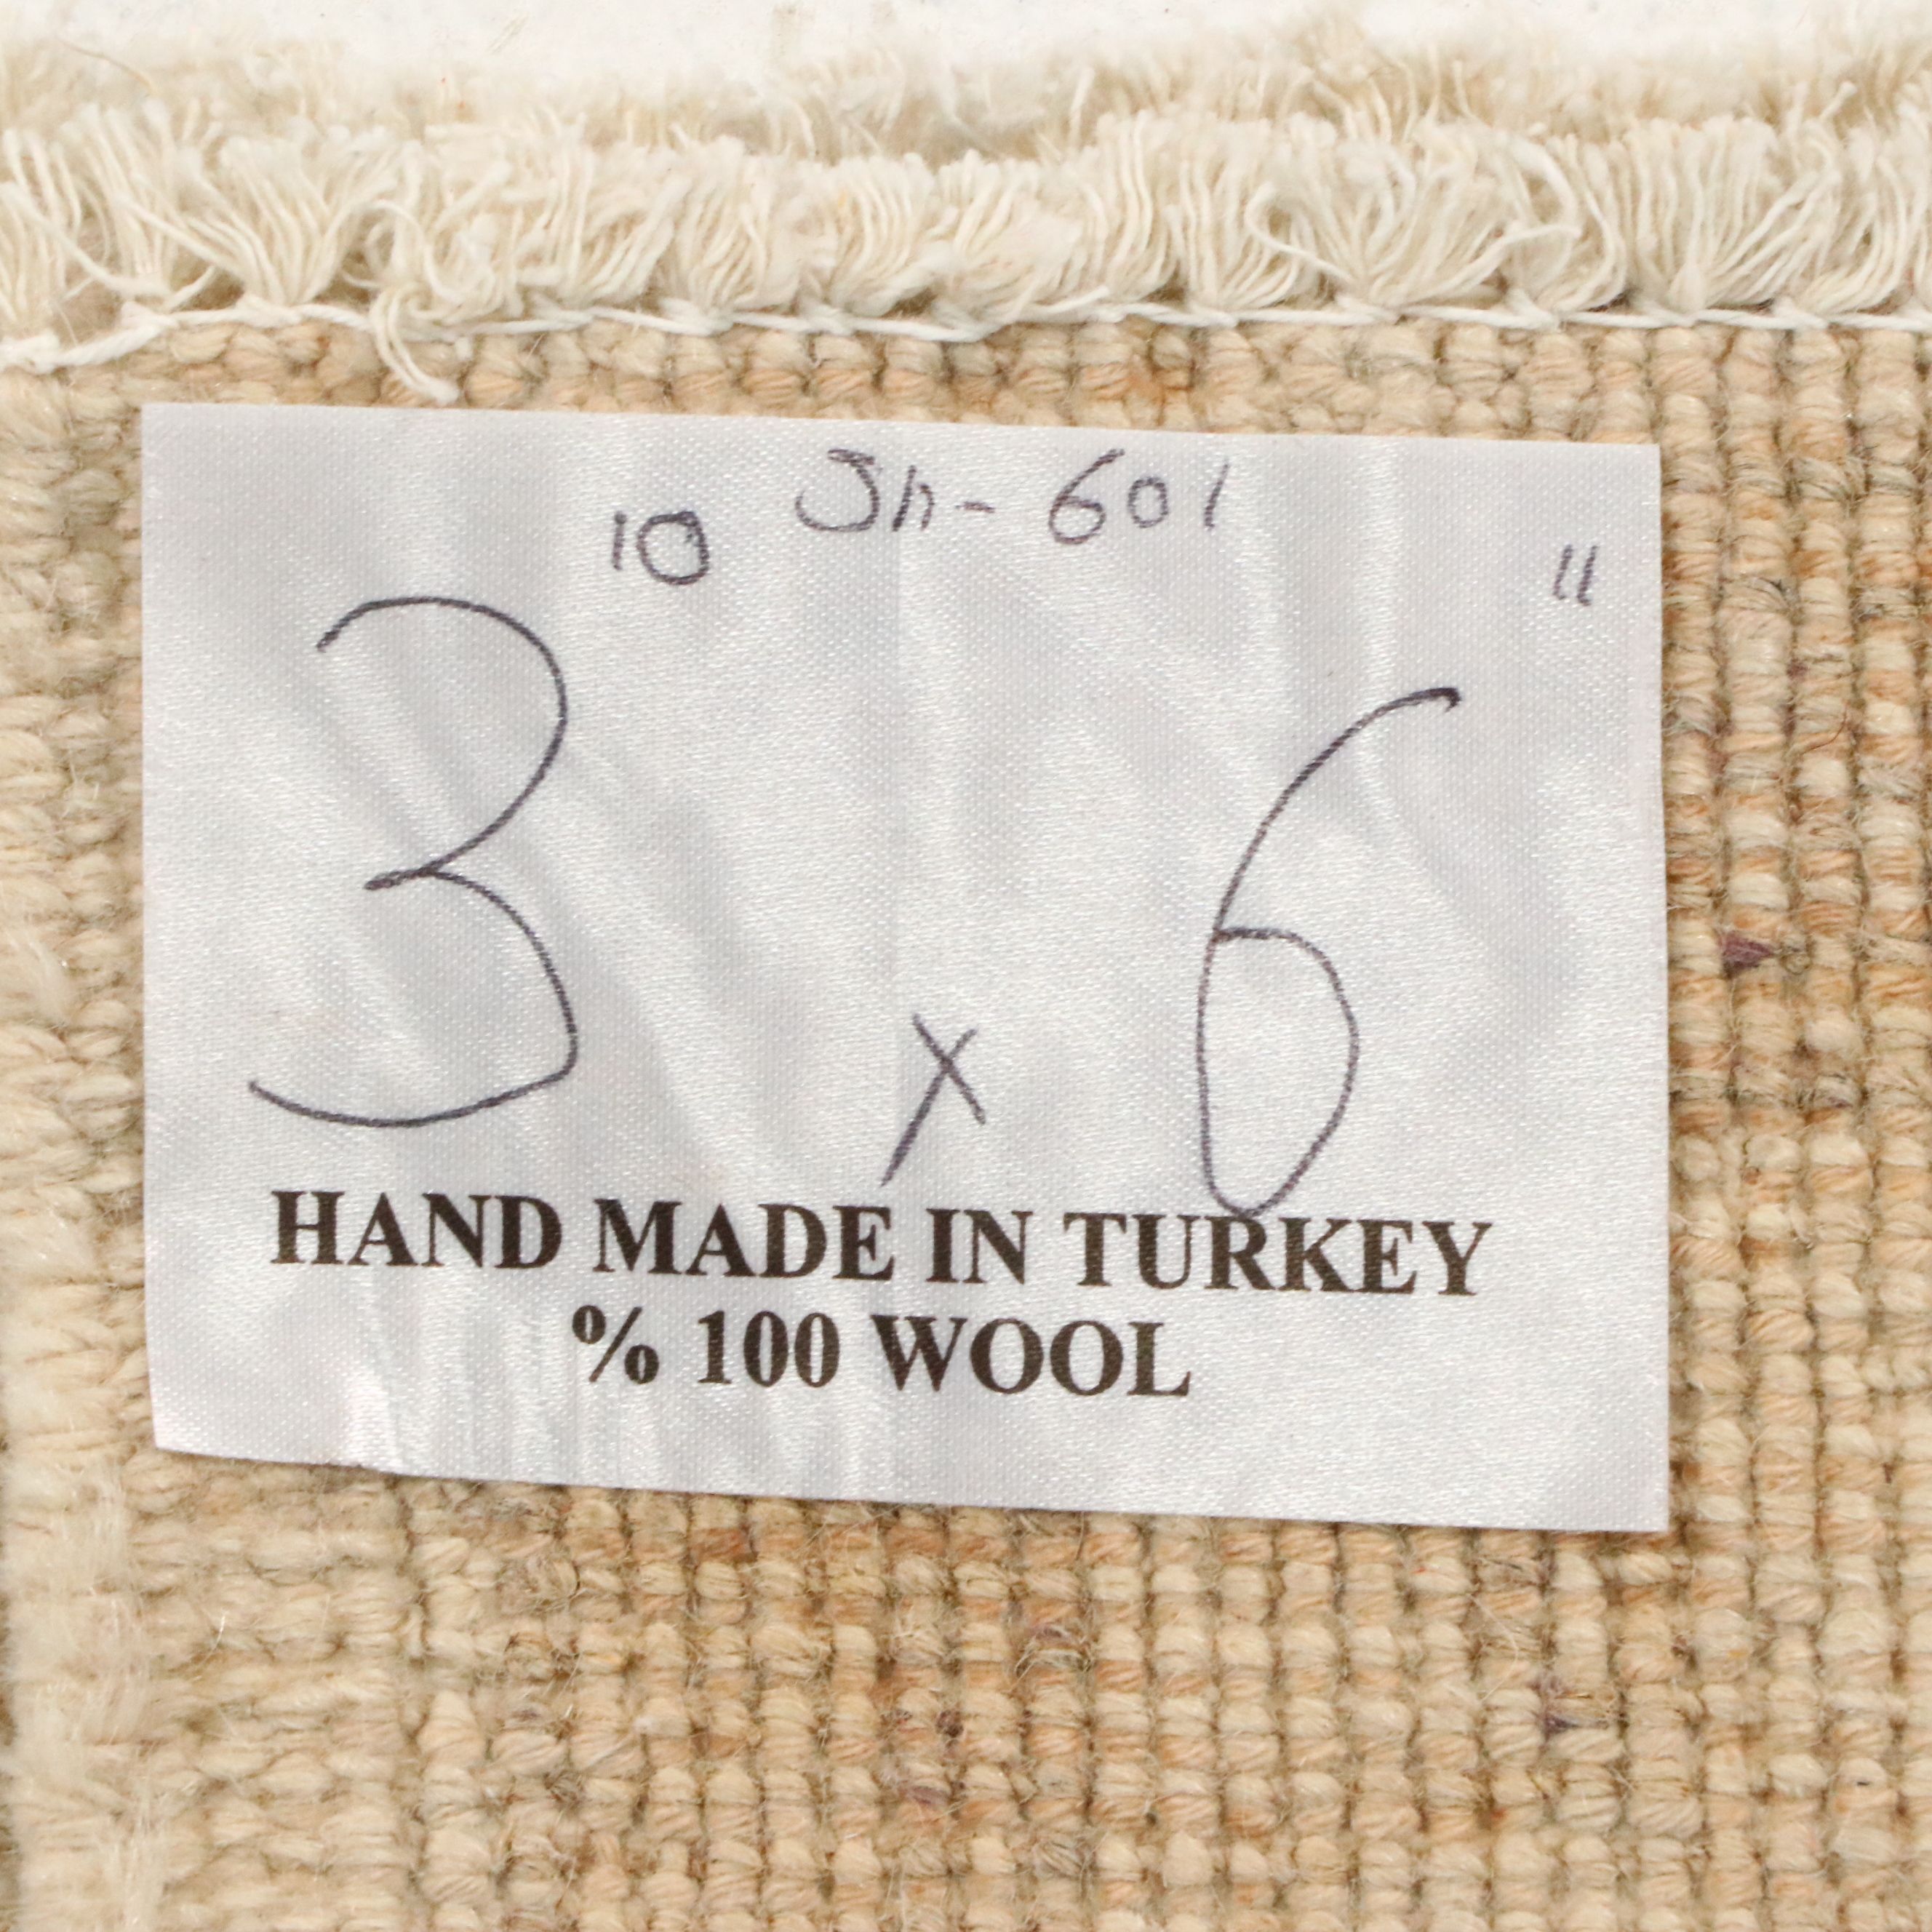 Jh-601
3 10 x 6 11
HAND MADE IN TURKEY
% 100 WOOL